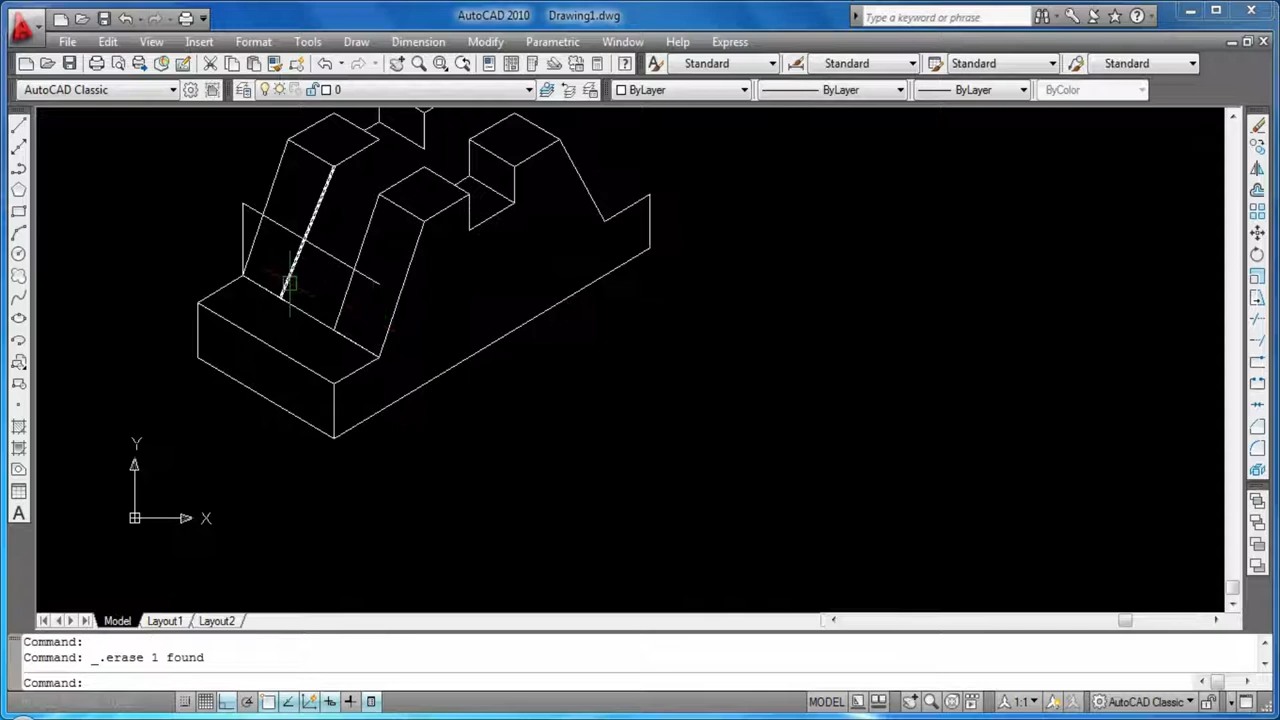 AutoCAD 2010 Drawing1.dwg Type a keyword or phrase
File Edit View Insert Format Tools Draw Dimension Modify Parametric Window Help Express
Standard Standard Standard Standard
AutoCAD Classic 0 ByLayer ByLayer ByLayer ByColor
Y
X
A
Model Layout1 Layout2
Command:
Command: _.erase 1 found
Command:
MODEL 1:1 AutoCAD Classic